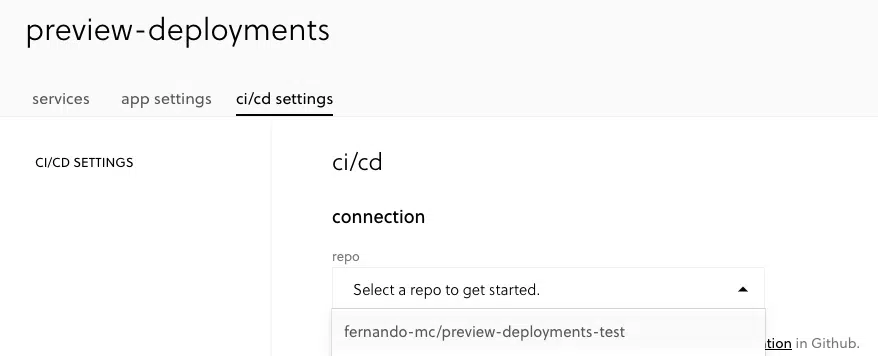 preview-deployments
services app settings ci/cd settings
CI/CD SETTINGS
ci/cd
connection
repo
Select a repo to get started.
fernando-mc/preview-deployments-test
in Github.